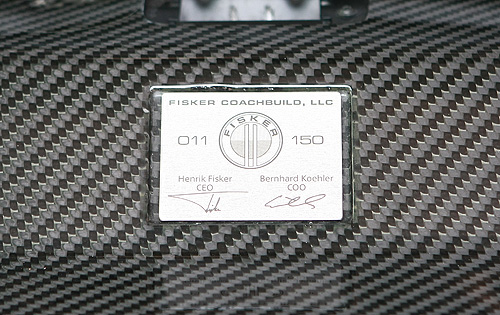 FISKER COACHBUILD, LLC
011 FISKER 150
Henrik Fisker Bernhard Koehler
CEO COO